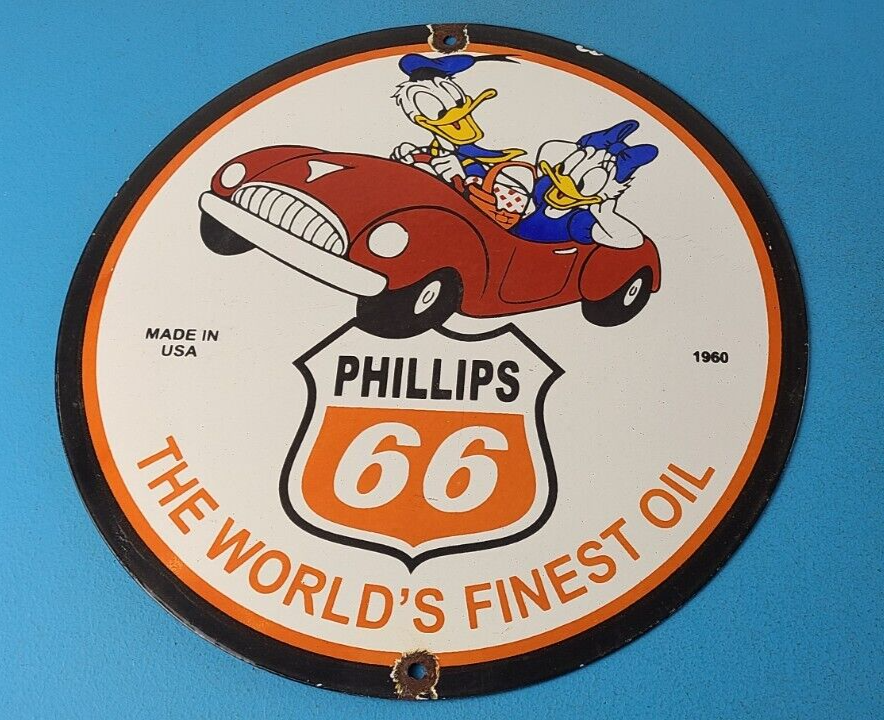 MADE IN
USA
1960
PHILLIPS
66
THE WORLD'S FINEST OIL